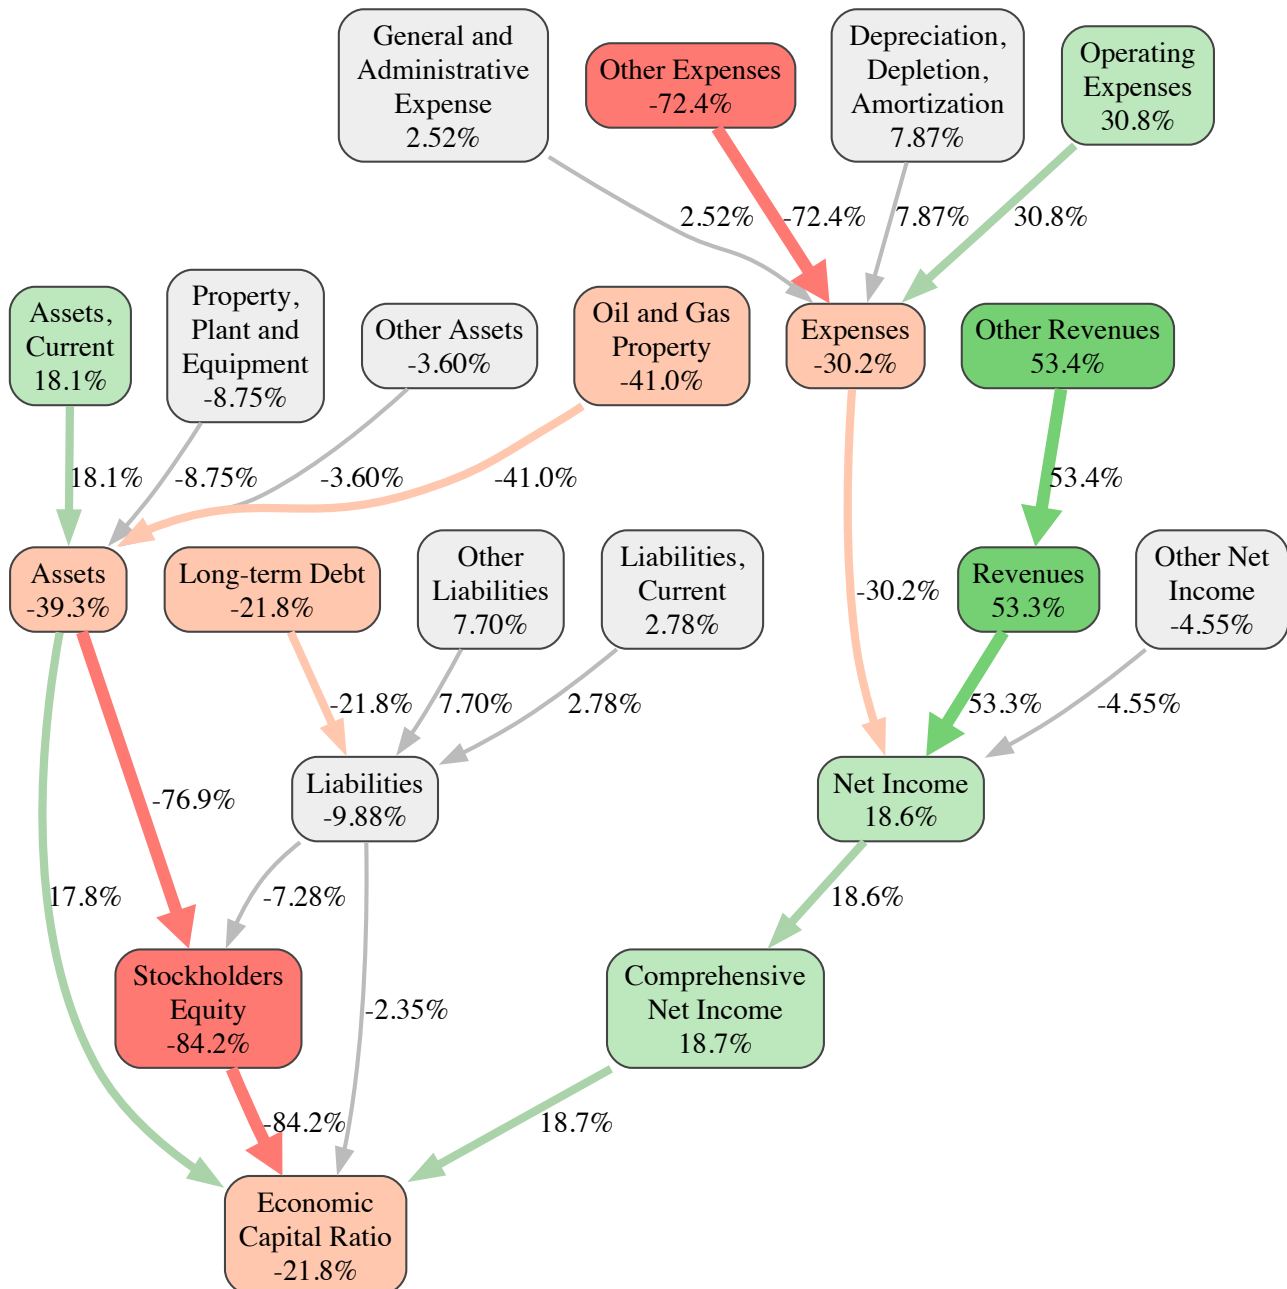 General and
Administrative
Expense
2.52%
Other Expenses
-72.4%
Depreciation,
Depletion,
Amortization
7.87%
Operating
Expenses
30.8%
2.52%
-72.4%
7.87%
30.8%
Assets,
Current
18.1%
Property,
Plant and
Equipment
-8.75%
Other Assets
-3.60%
Oil and Gas
Property
-41.0%
Expenses
-30.2%
Other Revenues
53.4%
18.1%
-8.75%
-3.60%
-41.0%
53.4%
Assets
-39.3%
Long-term Debt
-21.8%
Other
Liabilities
7.70%
Liabilities,
Current
2.78%
-30.2%
Revenues
53.3%
Other Net
Income
-4.55%
-21.8%
7.70%
2.78%
53.3%
-4.55%
-76.9%
Liabilities
-9.88%
Net Income
18.6%
17.8%
-7.28%
18.6%
Stockholders
Equity
-84.2%
-2.35%
Comprehensive
Net Income
18.7%
-84.2%
18.7%
Economic
Capital Ratio
-21.8%